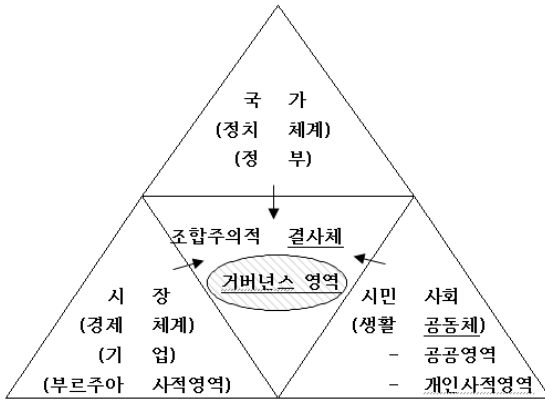 국 가
(정치 체계)
(정 부)
조합주의적 결사체
거버넌스 영역
시 장
(경제 체계)
(기 업)
(부르주아 사적영역)
시민 사회
(생활 공동체)
- 공공영역
- 개인사적영역